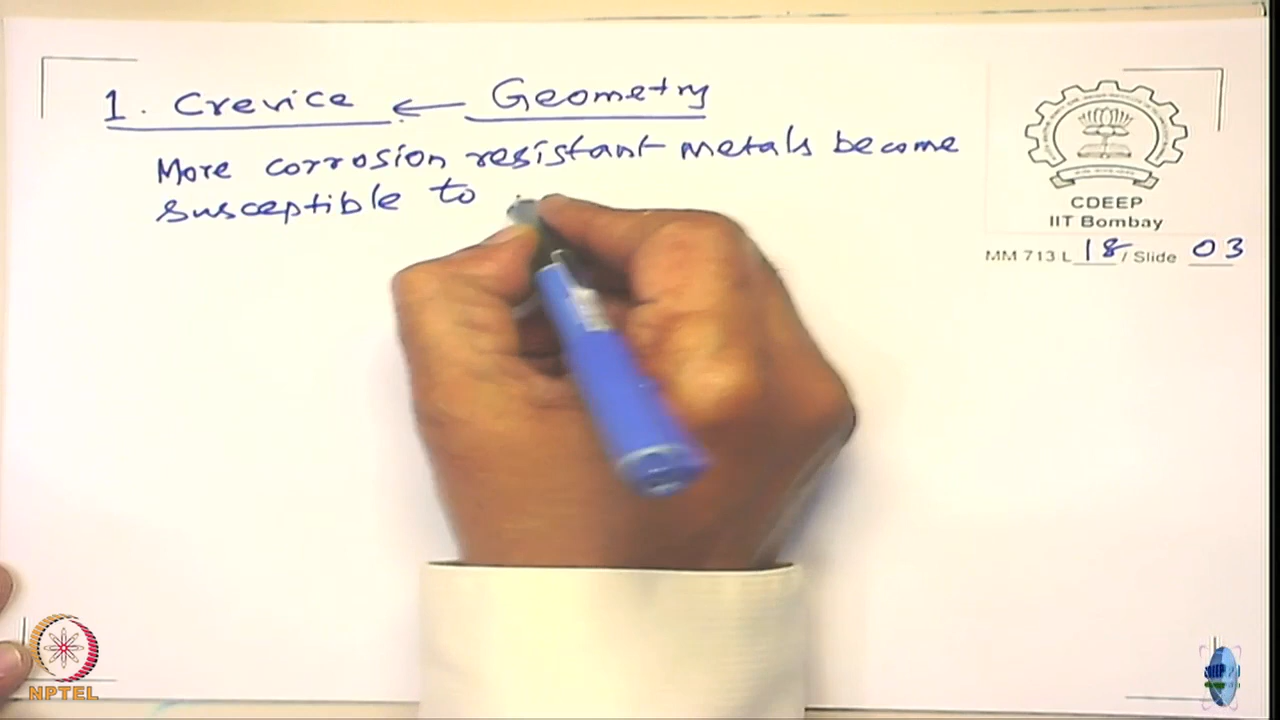 1. Crevice ← Geometry
More corrosion resistant metals become
susceptible to
CDEEP
IIT Bombay
MM 713 L 18 / Slide 03
NPTEL